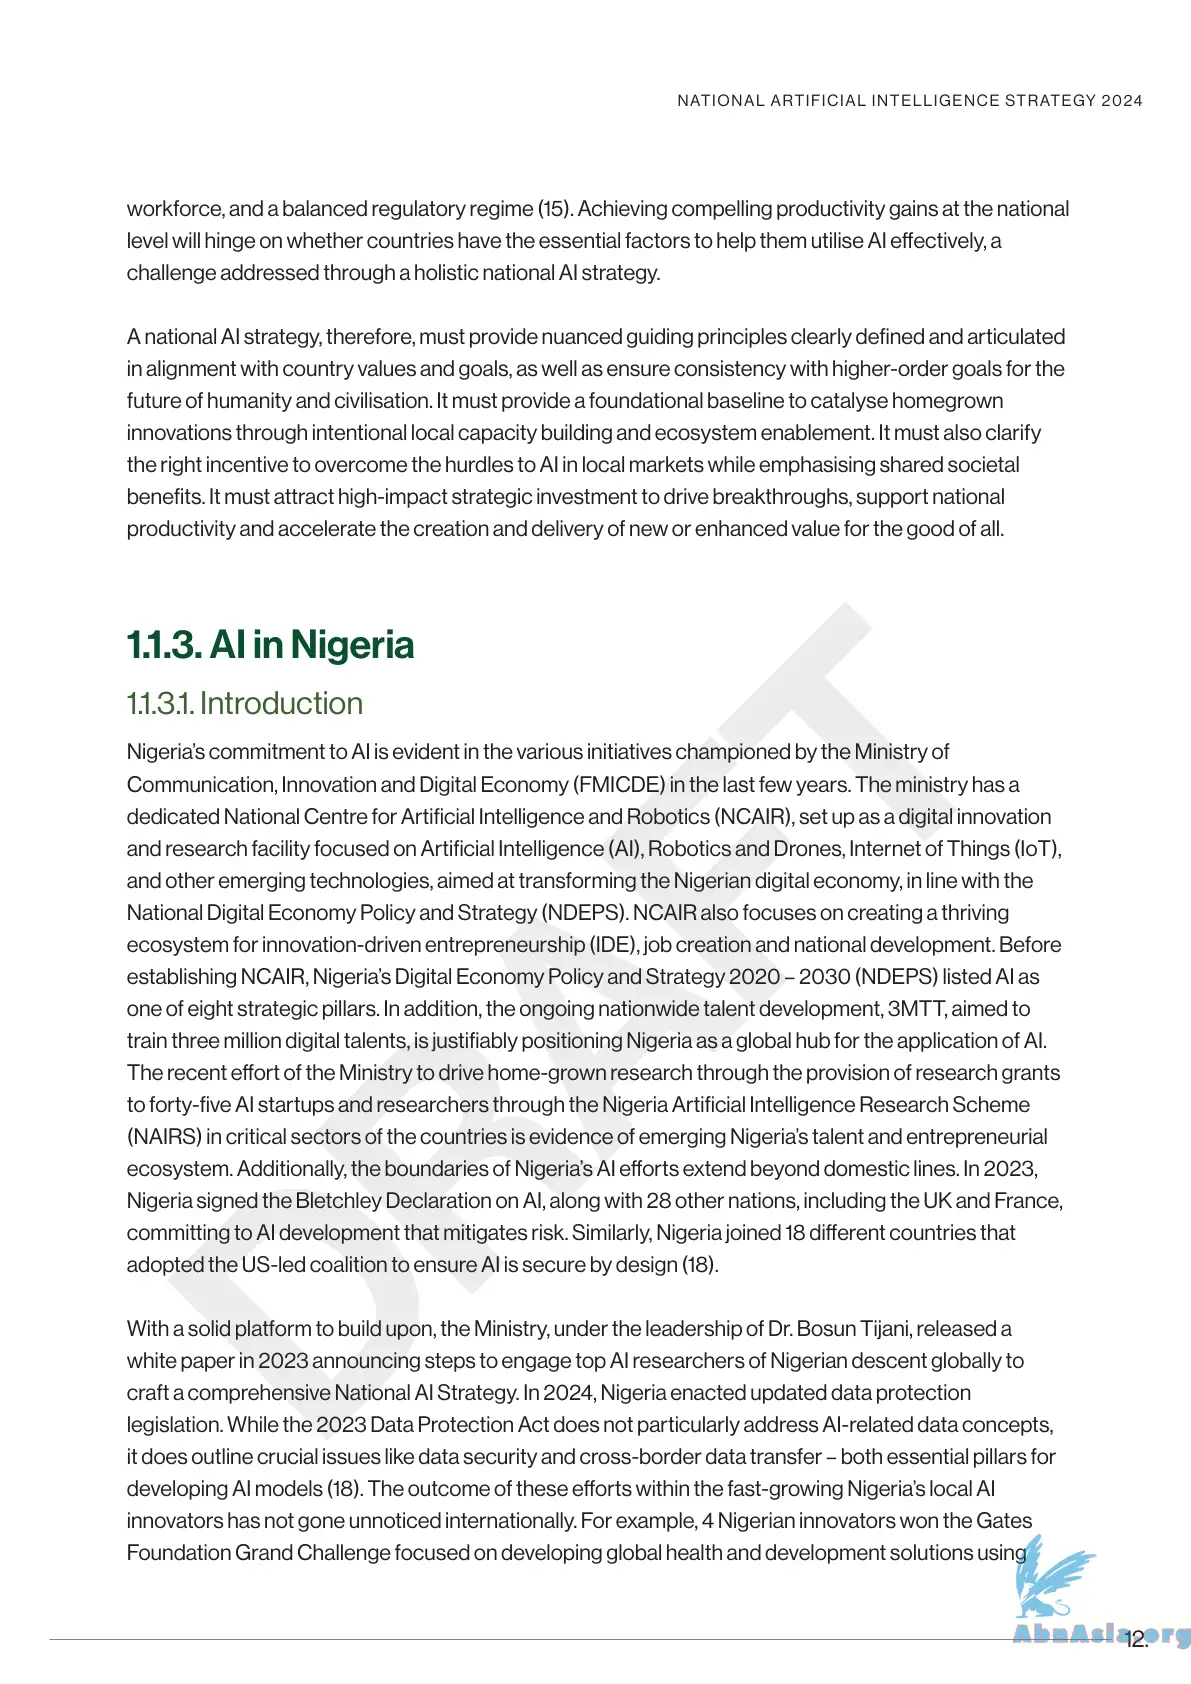 NATIONAL ARTIFICIAL INTELLIGENCE STRATEGY 2024
workforce, and a balanced regulatory regime (15). Achieving compelling productivity gains at the national
level will hinge on whether countries have the essential factors to help them utilise AI effectively, a
challenge addressed through a holistic national AI strategy.
A national AI strategy, therefore, must provide nuanced guiding principles clearly defined and articulated
in alignment with country values and goals, as well as ensure consistency with higher-order goals for the
future of humanity and civilisation. It must provide a foundational baseline to catalyse homegrown
innovations through intentional local capacity building and ecosystem enablement. It must also clarify
the right incentive to overcome the hurdles to AI in local markets while emphasising shared societal
benefits. It must attract high-impact strategic investment to drive breakthroughs, support national
productivity and accelerate the creation and delivery of new or enhanced value for the good of all.
1.1.3. AI in Nigeria
1.1.3.1. Introduction
Nigeria's commitment to AI is evident in the various initiatives championed by the Ministry of
Communication, Innovation and Digital Economy (FMICDE) in the last few years. The ministry has a
dedicated National Centre for Artificial Intelligence and Robotics (NCAIR), set up as a digital innovation
and research facility focused on Artificial Intelligence (AI), Robotics and Drones, Internet of Things (IoT),
and other emerging technologies, aimed at transforming the Nigerian digital economy, in line with the
National Digital Economy Policy and Strategy (NDEPS). NCAIR also focuses on creating a thriving
ecosystem for innovation-driven entrepreneurship (IDE), job creation and national development. Before
establishing NCAIR, Nigeria's Digital Economy Policy and Strategy 2020 – 2030 (NDEPS) listed AI as
one of eight strategic pillars. In addition, the ongoing nationwide talent development, 3MTT, aimed to
train three million digital talents, is justifiably positioning Nigeria as a global hub for the application of AI.
The recent effort of the Ministry to drive home-grown research through the provision of research grants
to forty-five AI startups and researchers through the Nigeria Artificial Intelligence Research Scheme
(NAIRS) in critical sectors of the countries is evidence of emerging Nigeria's talent and entrepreneurial
ecosystem. Additionally, the boundaries of Nigeria's AI efforts extend beyond domestic lines. In 2023,
Nigeria signed the Bletchley Declaration on AI, along with 28 other nations, including the UK and France,
committing to AI development that mitigates risk. Similarly, Nigeria joined 18 different countries that
adopted the US-led coalition to ensure AI is secure by design (18).
With a solid platform to build upon, the Ministry, under the leadership of Dr. Bosun Tijani, released a
white paper in 2023 announcing steps to engage top AI researchers of Nigerian descent globally to
craft a comprehensive National AI Strategy. In 2024, Nigeria enacted updated data protection
legislation. While the 2023 Data Protection Act does not particularly address AI-related data concepts,
it does outline crucial issues like data security and cross-border data transfer – both essential pillars for
developing AI models (18). The outcome of these efforts within the fast-growing Nigeria's local AI
innovators has not gone unnoticed internationally. For example, 4 Nigerian innovators won the Gates
Foundation Grand Challenge focused on developing global health and development solutions using
DRAFT
AbnAsia.org
12.